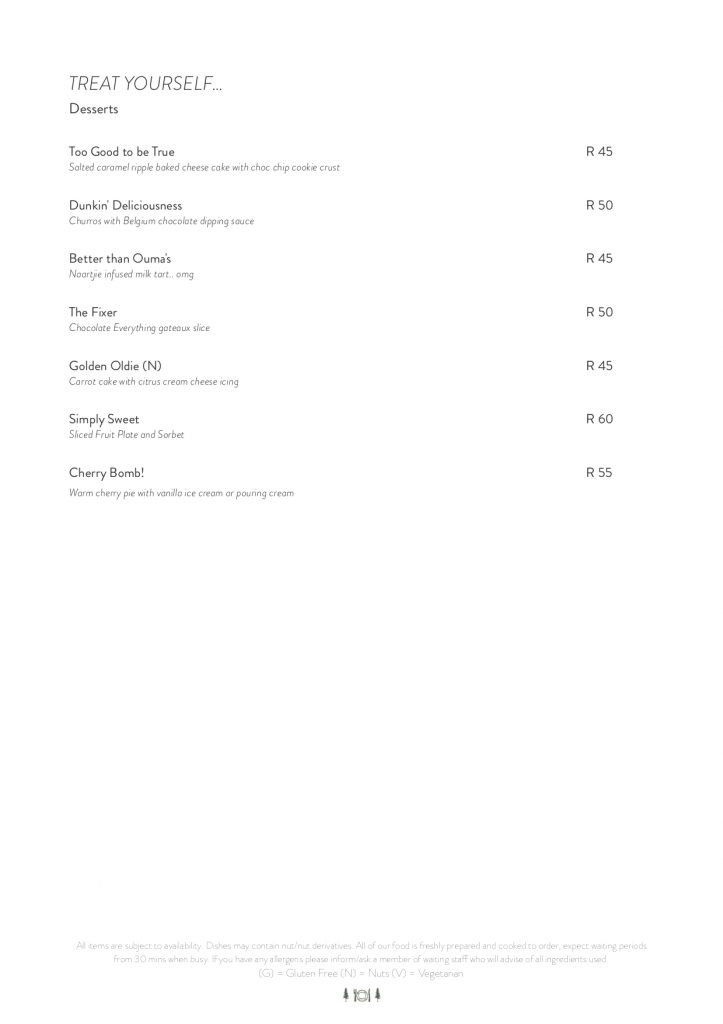 TREAT YOURSELF...
Desserts
Too Good to be True R 45
Salted caramel ripple baked cheese cake with choc chip cookie crust
Dunkin' Deliciousness R 50
Churros with Belgium chocolate dipping sauce
Better than Ouma's R 45
Naartjie infused milk tart.. omg
The Fixer R 50
Chocolate Everything gateaux slice
Golden Oldie (N) R 45
Carrot cake with citrus cream cheese icing
Simply Sweet R 60
Sliced Fruit Plate and Sorbet
Cherry Bomb! R 55
Warm cherry pie with vanilla ice cream or pouring cream
All items are subject to availability. Dishes may contain nut/nut derivatives. All of our food is freshly prepared and cooked to order, expect waiting periods
from 30 mins when busy. If you have any allergens please inform/ask a member of waiting staff who will advise of all ingredients used
(G) = Gluten Free (N) = Nuts (V) = Vegetarian